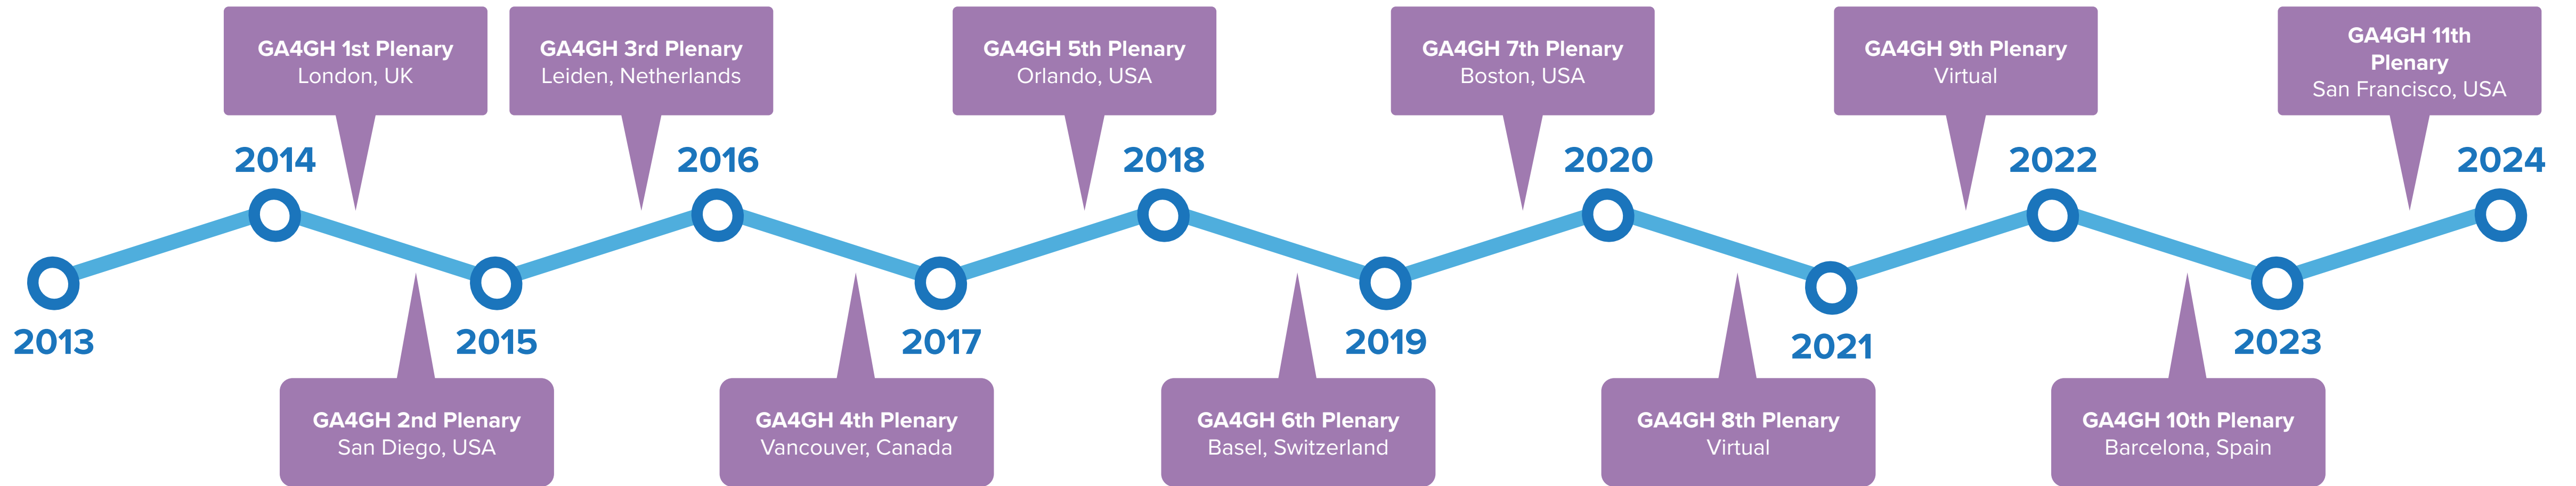 GA4GH 1st Plenary
London, UK
GA4GH 3rd Plenary
Leiden, Netherlands
GA4GH 5th Plenary
Orlando, USA
GA4GH 7th Plenary
Boston, USA
GA4GH 9th Plenary
Virtual
GA4GH 11th
Plenary
San Francisco, USA
2014
2016
2018
2020
2022
2024
2013
2015
2017
2019
2021
2023
GA4GH 2nd Plenary
San Diego, USA
GA4GH 4th Plenary
Vancouver, Canada
GA4GH 6th Plenary
Basel, Switzerland
GA4GH 8th Plenary
Virtual
GA4GH 10th Plenary
Barcelona, Spain